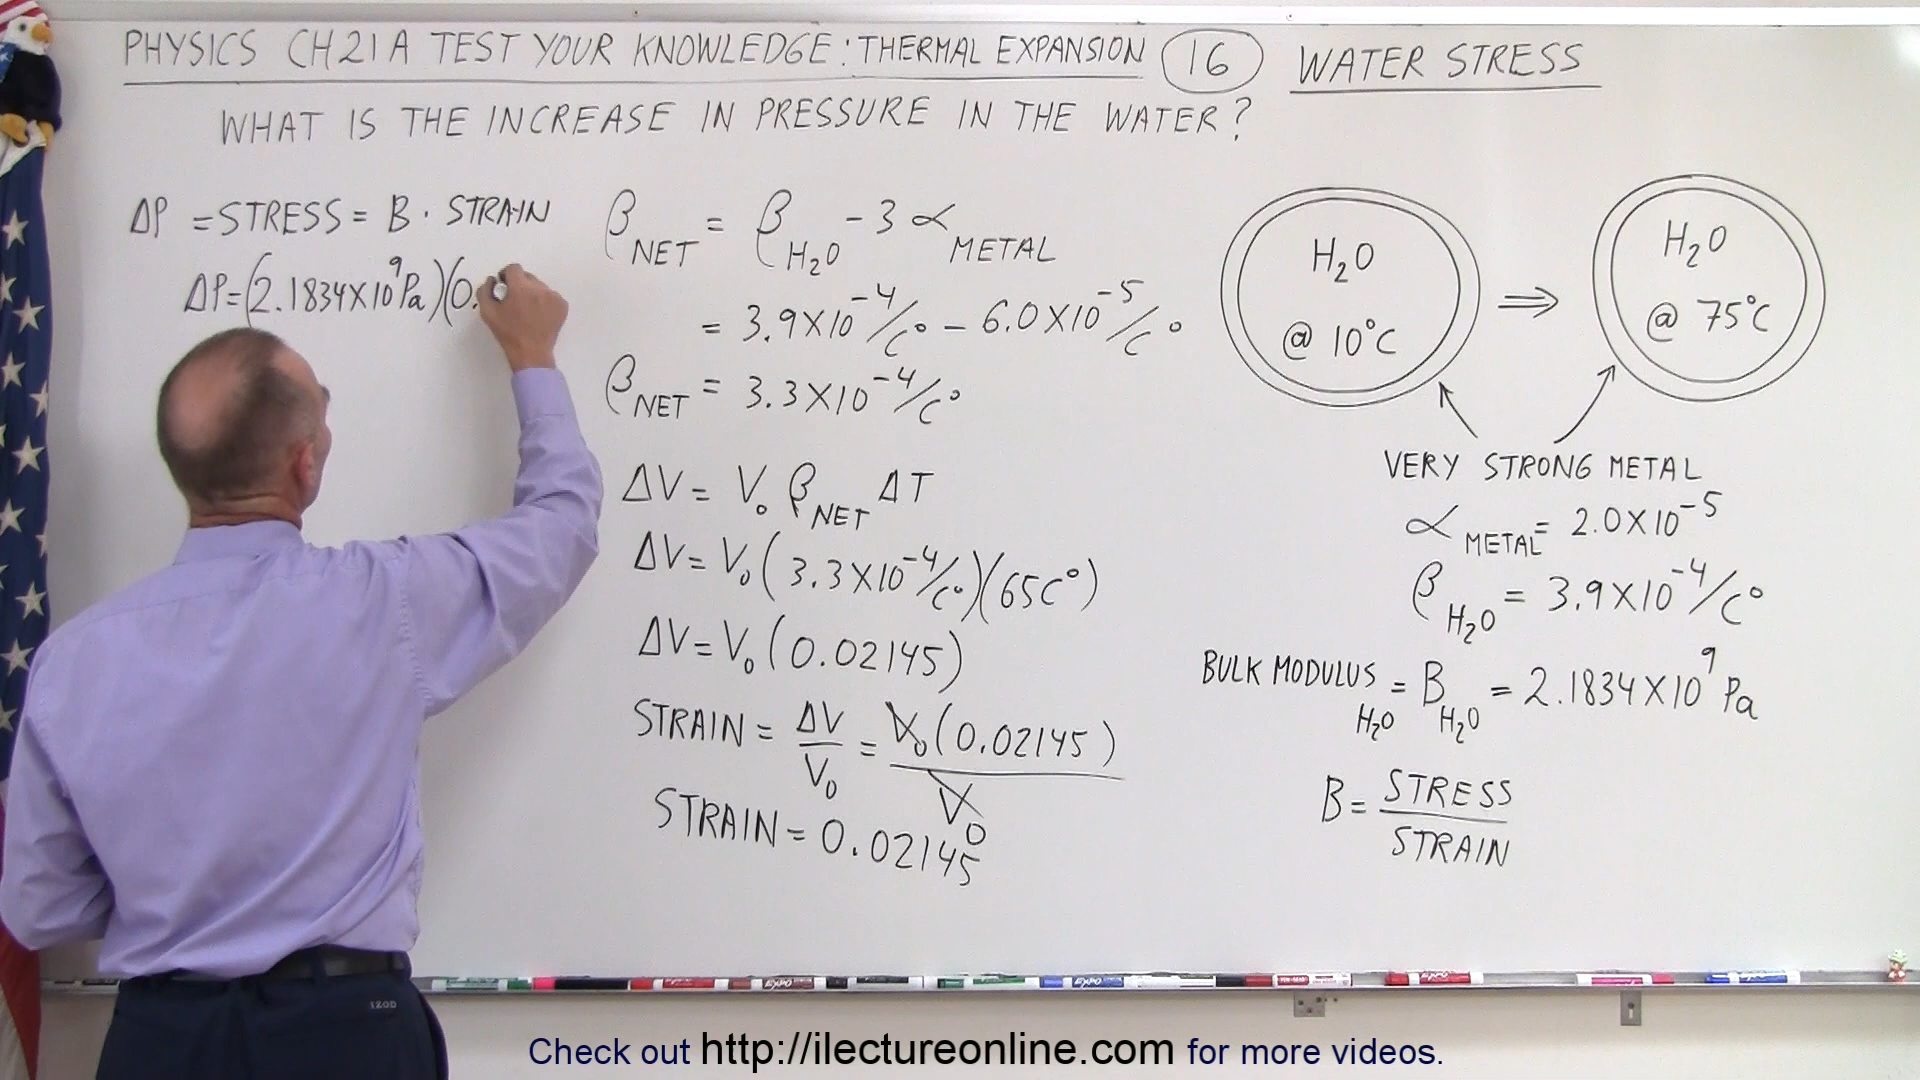 PHYSICS CH21A TEST YOUR KNOWLEDGE: THERMAL EXPANSION 16 WATER STRESS
WHAT IS THE INCREASE IN PRESSURE IN THE WATER?
ΔP = STRESS = B · STRAIN
ΔP = (2.1834 X 10⁹ Pa)(0.
β_NET = β_H₂O - 3 α_METAL
= 3.9 X 10⁻⁴/C° - 6.0 X 10⁻⁵/C°
β_NET = 3.3 X 10⁻⁴/C°
ΔV = V₀ β_NET ΔT
ΔV = V₀ (3.3 X 10⁻⁴/C°)(65C°)
ΔV = V₀ (0.02145)
STRAIN = ΔV/V₀ = V₀(0.02145)/V₀
STRAIN = 0.02145
H₂O
@ 10°C
⇒
H₂O
@ 75°C
VERY STRONG METAL
α_METAL = 2.0 X 10⁻⁵
β_H₂O = 3.9 X 10⁻⁴/C°
BULK MODULUS_H₂O = B_H₂O = 2.1834 X 10⁹ Pa
B = STRESS/STRAIN
IZOD
Check out http://ilectureonline.com for more videos.